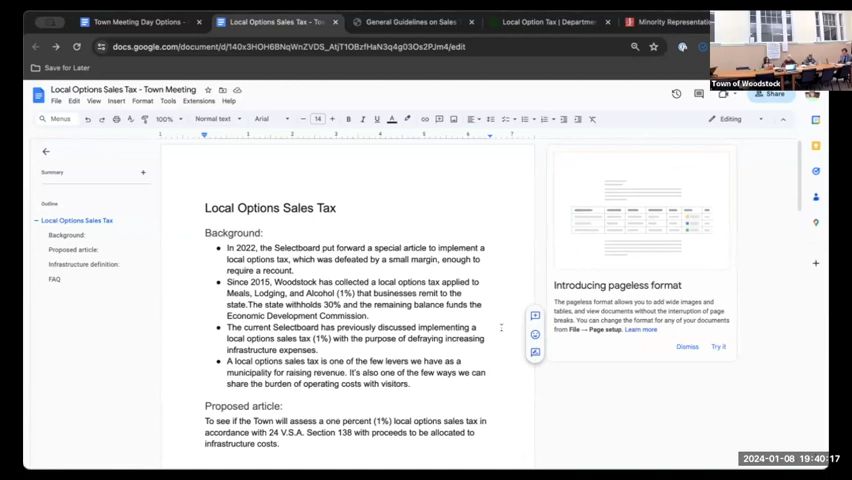 Town Meeting Day Options -
Local Options Sales Tax - To
General Guidelines on Sales
Local Option Tax | Departme
Minority Representa
docs.google.com/document/d/140x3HOH6BNqWnZVDS_AtjT1OBzfHaN3q4g03Os2PJm4/edit
Save for Later
Town of Woodstock
Local Options Sales Tax - Town Meeting
File Edit View Insert Format Tools Extensions Help
Share
Menus 100% Normal text Arial 14 B I U A Editing
1 1 2 3 4 5 6 7
Summary
Outline
Local Options Sales Tax
Background:
Proposed article:
Infrastructure definition:
FAQ
Local Options Sales Tax
Background:
In 2022, the Selectboard put forward a special article to implement a
local options tax, which was defeated by a small margin, enough to
require a recount.
Since 2015, Woodstock has collected a local options tax applied to
Meals, Lodging, and Alcohol (1%) that businesses remit to the
state.The state withholds 30% and the remaining balance funds the
Economic Development Commission.
The current Selectboard has previously discussed implementing a
local options sales tax (1%) with the purpose of defraying increasing
infrastructure expenses.
A local options sales tax is one of the few levers we have as a
municipality for raising revenue. It's also one of the few ways we can
share the burden of operating costs with visitors.
Proposed article:
To see if the Town will assess a one percent (1%) local options sales tax in
accordance with 24 V.S.A. Section 138 with proceeds to be allocated to
infrastructure costs.
Introducing pageless format
The pageless format allows you to add wide images and
tables, and view documents without the interruption of page
breaks. You can change the format for any of your documents
from File → Page setup. Learn more
Dismiss Try it
2024-01-08 19:40:17